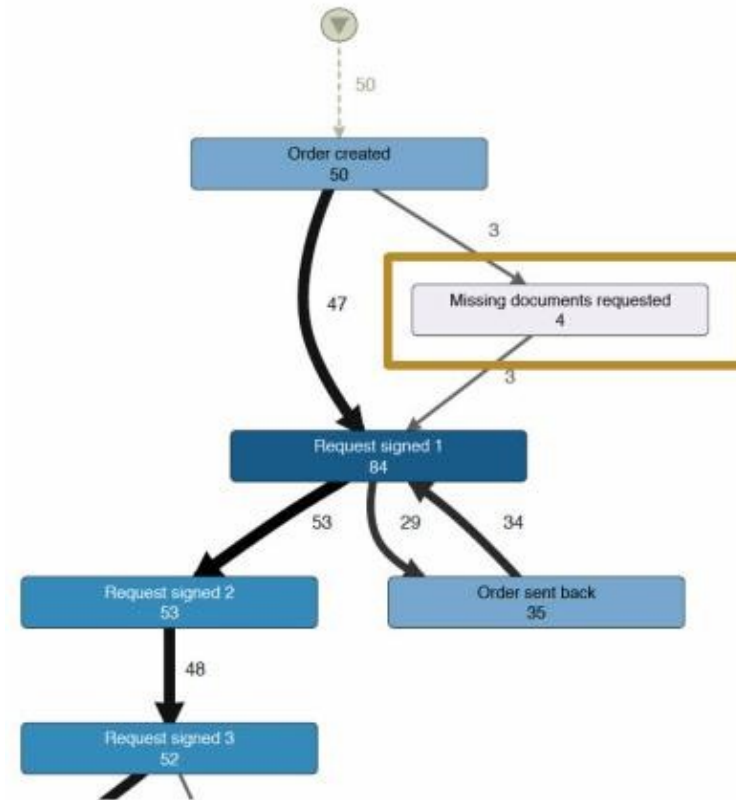 50
Order created
50
3
Missing documents requested
4
47
3
Request signed 1
84
53
29
34
Request signed 2
53
Order sent back
35
48
Request signed 3
52